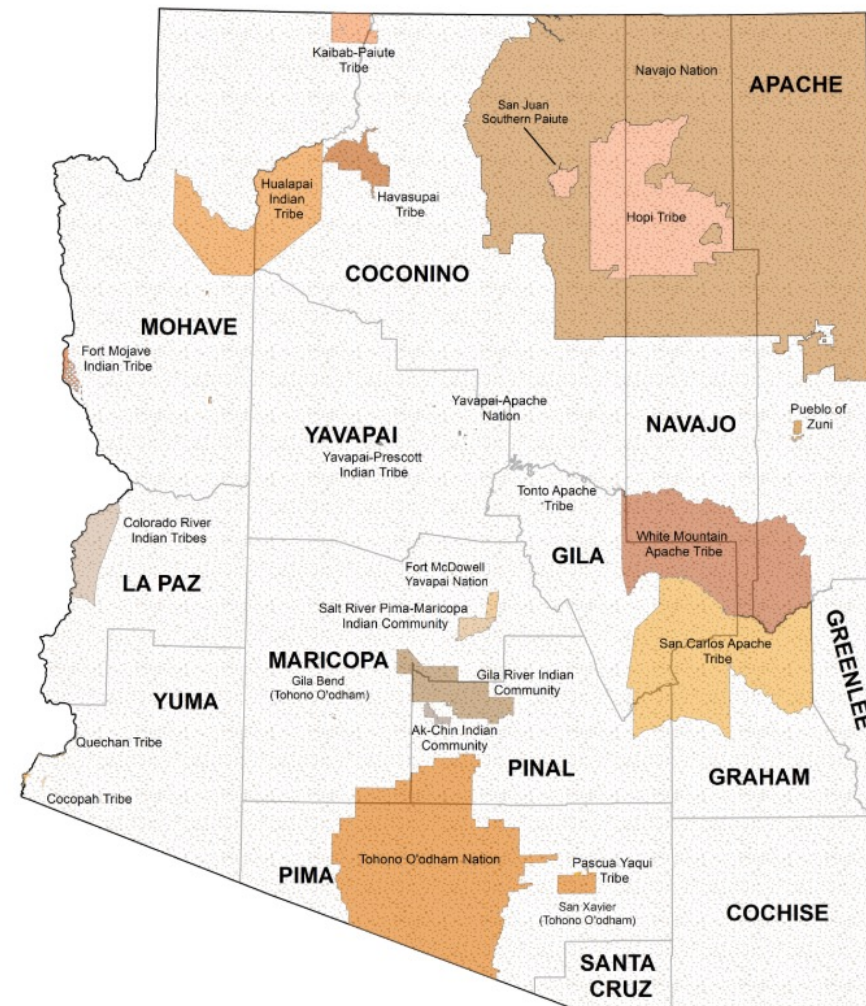 Kaibab-Paiute
Tribe
Navajo Nation
APACHE
San Juan
Southern Paiute
Hualapai
Indian
Tribe
Havasupai
Tribe
Hopi Tribe
COCONINO
MOHAVE
Fort Mojave
Indian Tribe
Yavapai-Apache
Nation
Pueblo of
Zuni
NAVAJO
YAVAPAI
Yavapai-Prescott
Indian Tribe
Tonto Apache
Tribe
Colorado River
Indian Tribes
White Mountain
Apache Tribe
GILA
Fort McDowell
Yavapai Nation
LA PAZ
Salt River Pima-Maricopa
Indian Community
GREENLEE
San Carlos Apache
Tribe
MARICOPA
Gila Bend
(Tohono O'odham)
Gila River Indian
Community
YUMA
Ak-Chin Indian
Community
Quechan Tribe
PINAL
GRAHAM
Cocopah Tribe
Tohono O'odham Nation
Pascua Yaqui
Tribe
PIMA
San Xavier
(Tohono O'odham)
COCHISE
SANTA
CRUZ